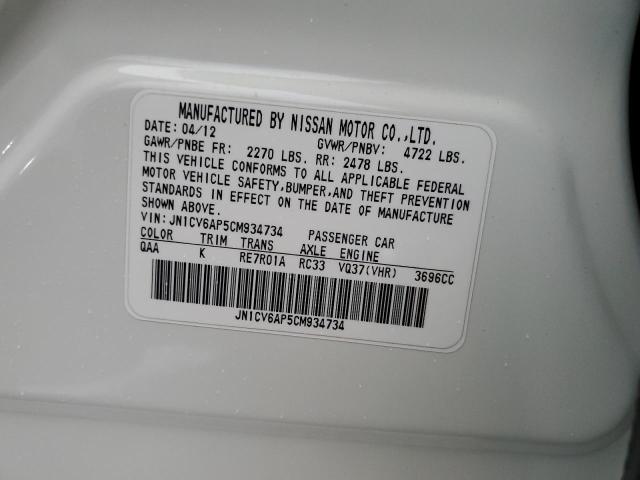 MANUFACTURED BY NISSAN MOTOR CO.,LTD.
DATE: 04/12 GVWR/PNBV: 4722 LBS.
GAWR/PNBE FR: 2270 LBS. RR: 2478 LBS.
THIS VEHICLE CONFORMS TO ALL APPLICABLE FEDERAL
MOTOR VEHICLE SAFETY,BUMPER,AND THEFT PREVENTION
STANDARDS IN EFFECT ON THE DATE OF MANUFACTURE
SHOWN ABOVE.
VIN: JN1CV6AP5CM934734 PASSENGER CAR
COLOR TRIM TRANS AXLE ENGINE
QAA K RE7R01A RC33 VQ37(VHR) 3696CC
JN1CV6AP5CM934734